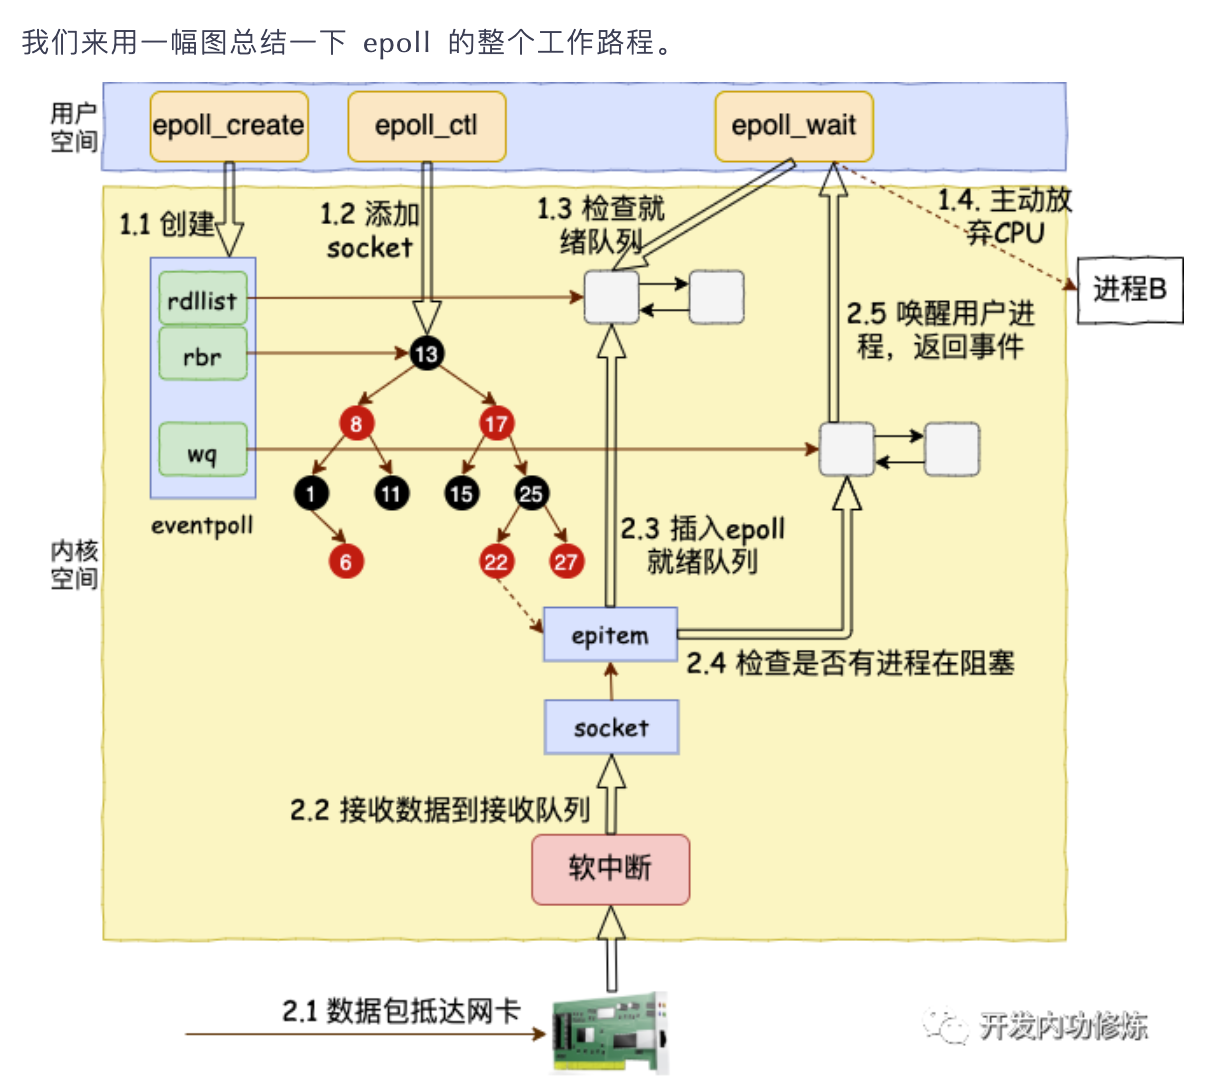 我们来用一幅图总结一下 epoll 的整个工作路程。
用户
空间
epoll_create
epoll_ctl
epoll_wait
1.1 创建
1.2 添加
socket
1.3 检查就
绪队列
1.4. 主动放
弃CPU
进程B
rdllist
rbr
wq
eventpoll
13
8
17
1
11
15
25
6
22
27
2.5 唤醒用户进
程，返回事件
内核
空间
2.3 插入epoll
就绪队列
epitem
2.4 检查是否有进程在阻塞
socket
2.2 接收数据到接收队列
软中断
2.1 数据包抵达网卡
开发内功修炼